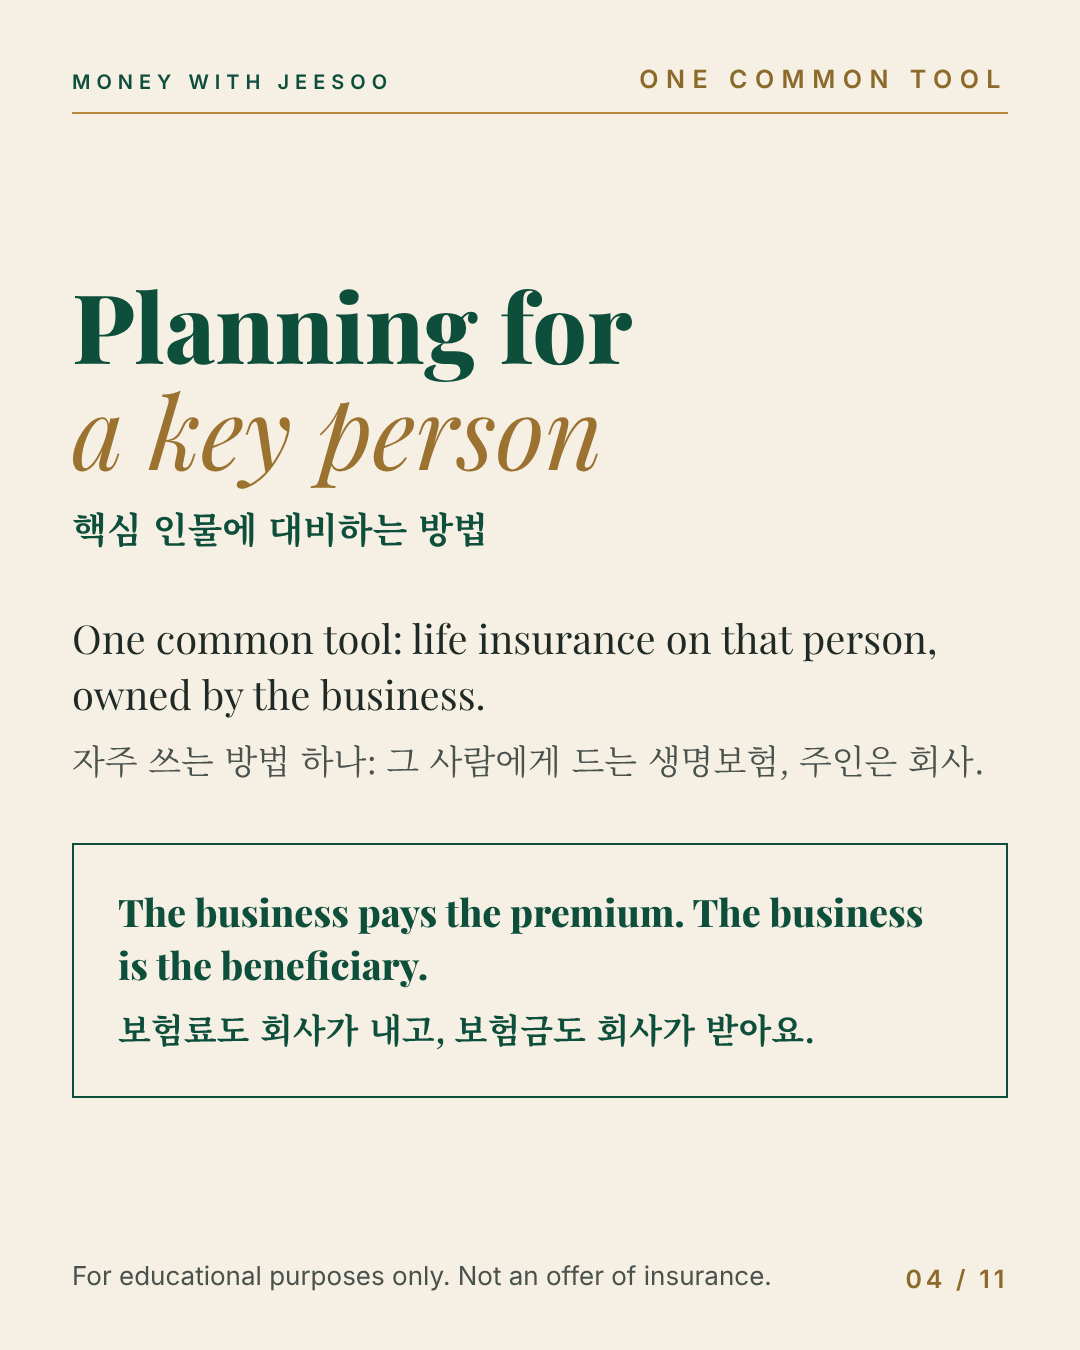 MONEY WITH JEESOO
ONE COMMON TOOL
Planning for
a key person
핵심 인물에 대비하는 방법
One common tool: life insurance on that person,
owned by the business.
자주 쓰는 방법 하나: 그 사람에게 드는 생명보험, 주인은 회사.
The business pays the premium. The business
is the beneficiary.
보험료도 회사가 내고, 보험금도 회사가 받아요.
For educational purposes only. Not an offer of insurance.
04 / 11